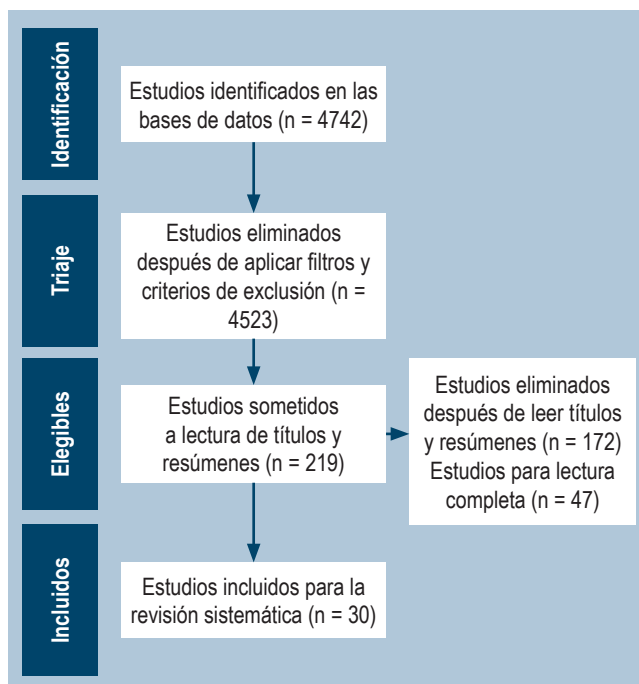 Identificación
Estudios identificados en las
bases de datos (n = 4742)
Triaje
Estudios eliminados
después de aplicar filtros y
criterios de exclusión (n =
4523)
Elegibles
Estudios sometidos
a lectura de títulos y
resúmenes (n = 219)
Estudios eliminados
después de leer títulos
y resúmenes (n = 172)
Estudios para lectura
completa (n = 47)
Incluidos
Estudios incluidos para la
revisión sistemática (n = 30)